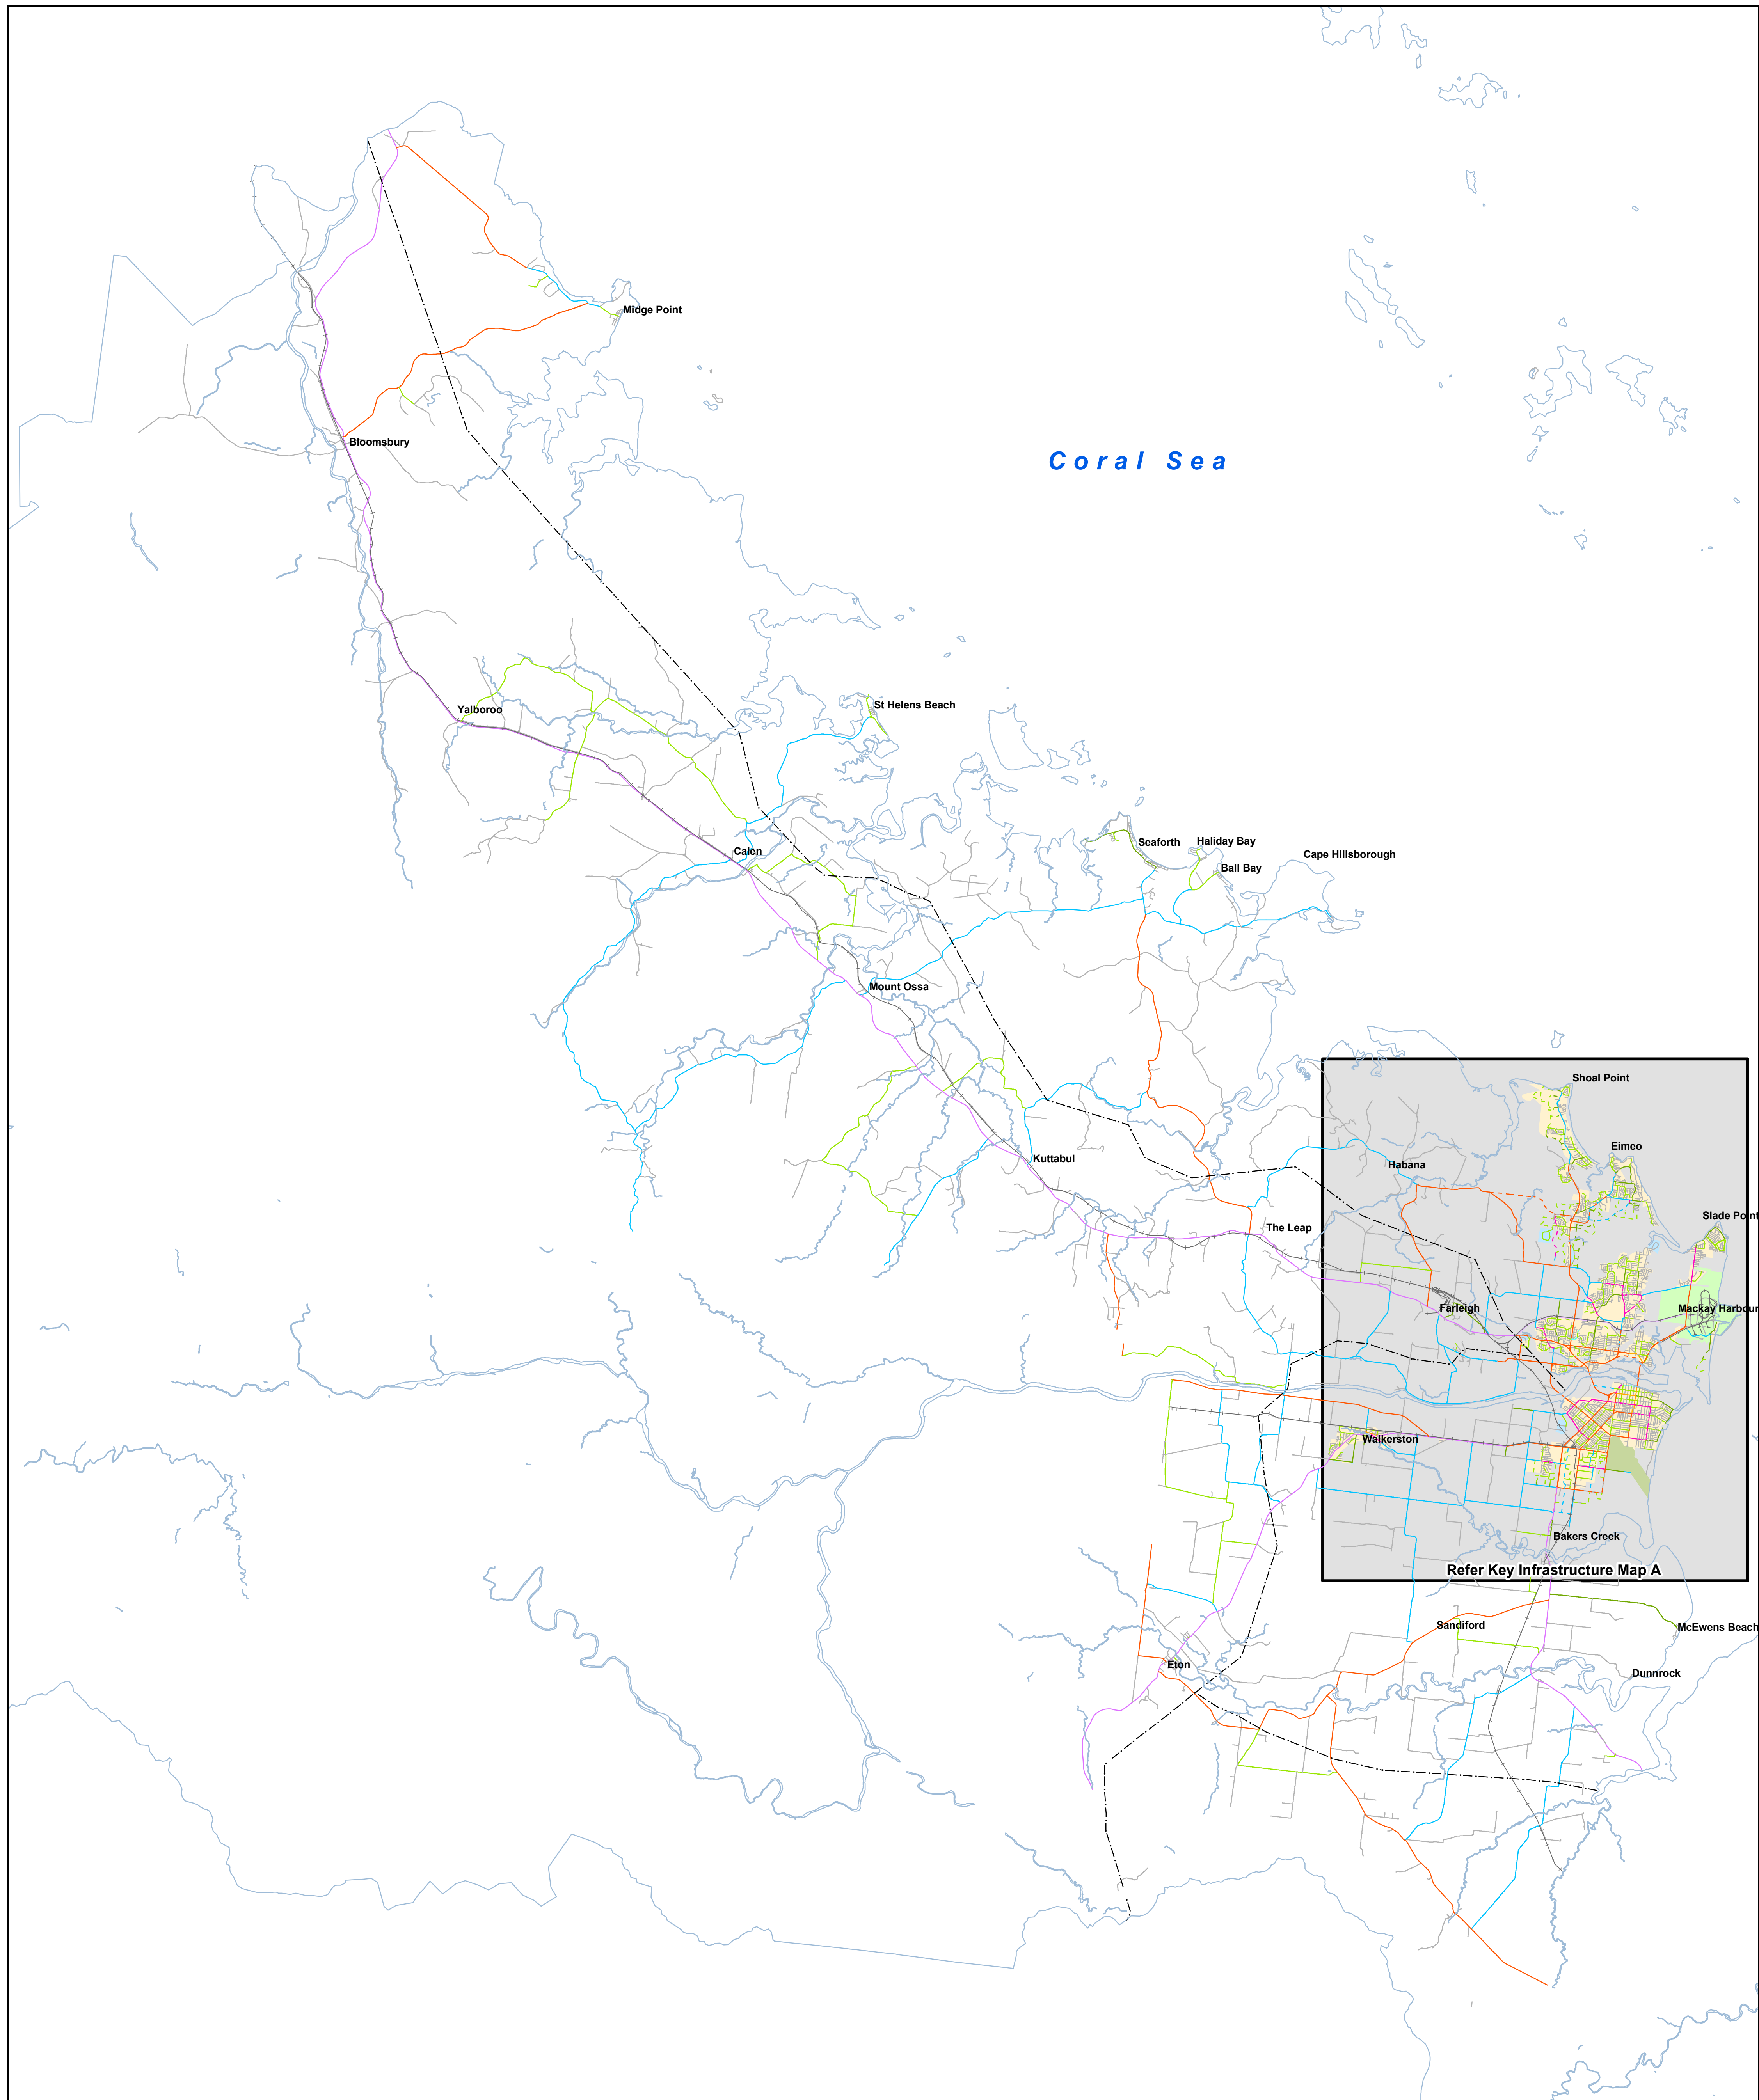 Midge Point
Bloomsbury
Coral Sea
Yalboroo
St Helens Beach
Calen
Seaforth
Haliday Bay
Ball Bay
Cape Hillsborough
Mount Ossa
Shoal Point
Eimeo
Kuttabul
Habana
Slade Point
The Leap
Farleigh
Mackay Harbour
Walkerston
Bakers Creek
Refer Key Infrastructure Map A
Sandiford
McEwens Beach
Eton
Dunnrock